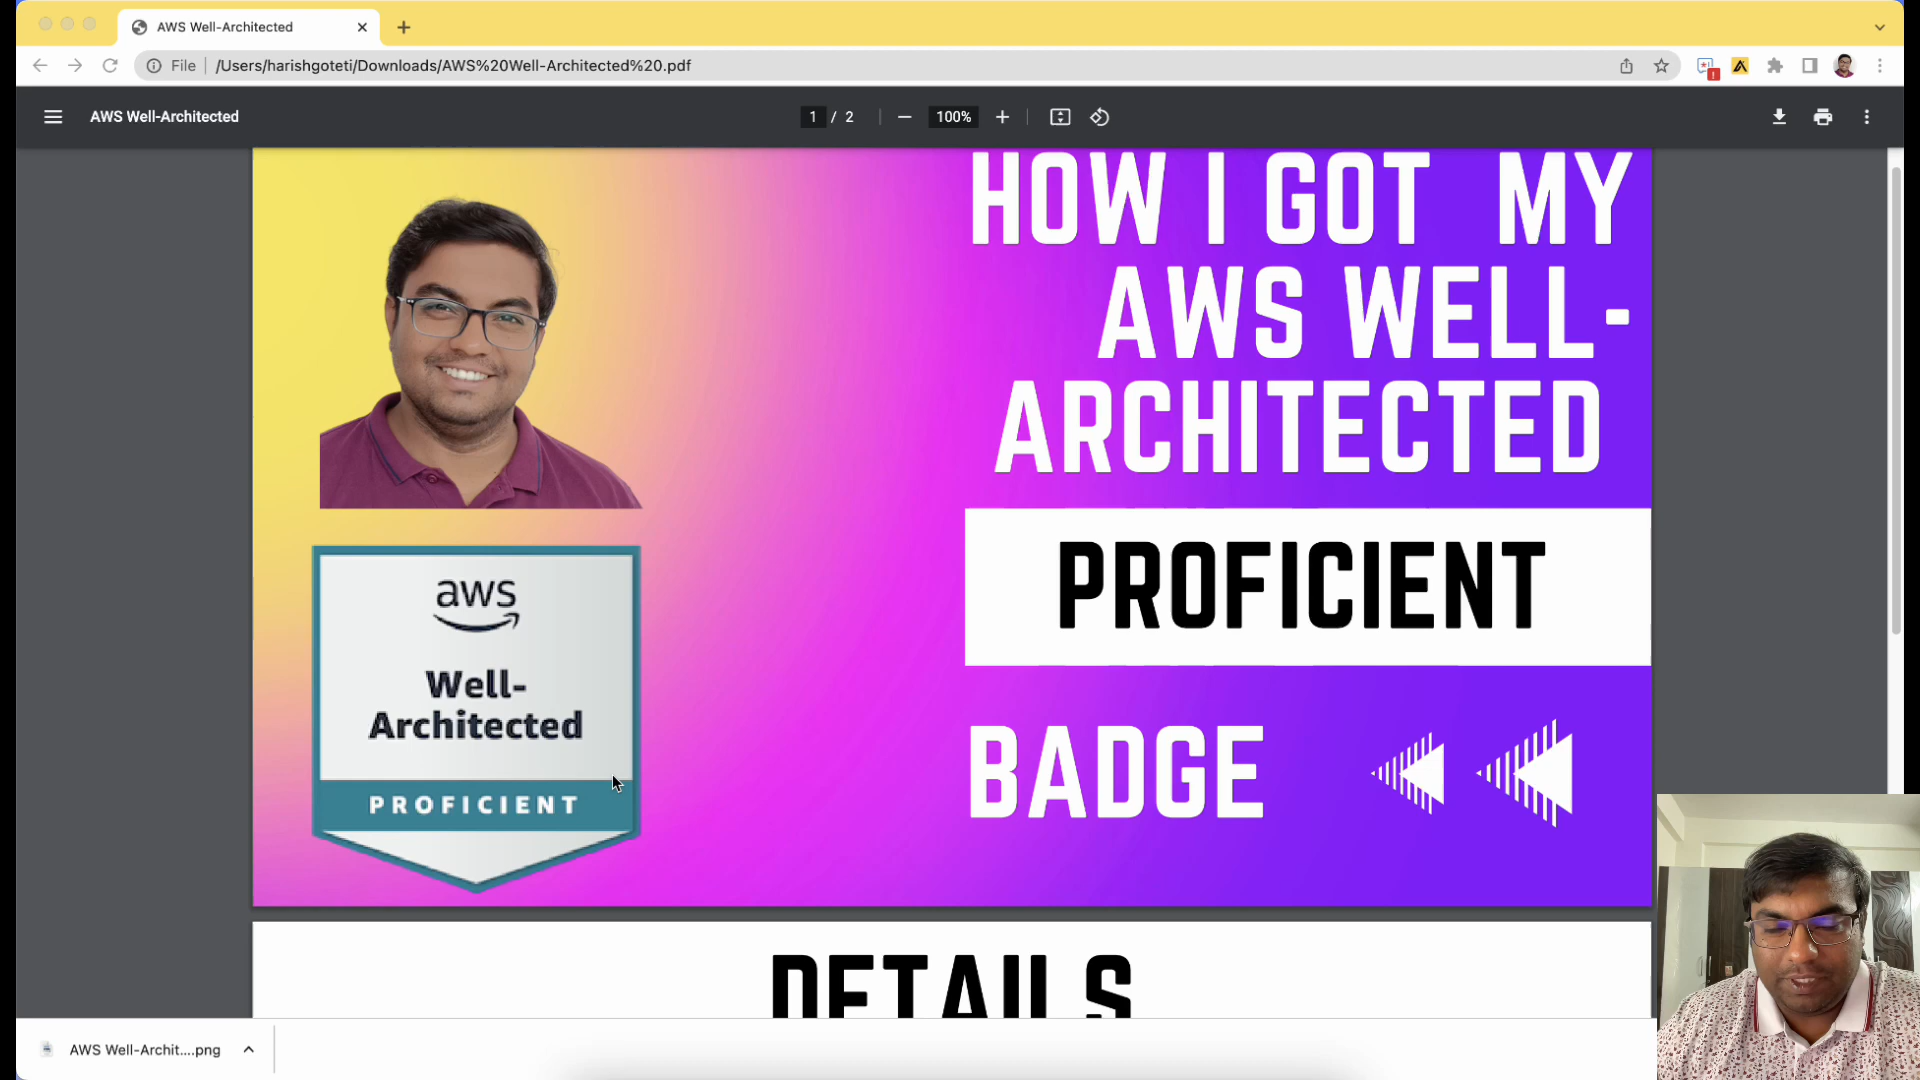 AWS Well-Architected
File
/Users/harishgoteti/Downloads/AWS%20Well-Architected%20.pdf
AWS Well-Architected
1 / 2
100%
HOW I GOT MY
AWS WELL-
ARCHITECTED
PROFICIENT
BADGE
aws
Well-
Architected
PROFICIENT
DETAILS
AWS Well-Archit....png